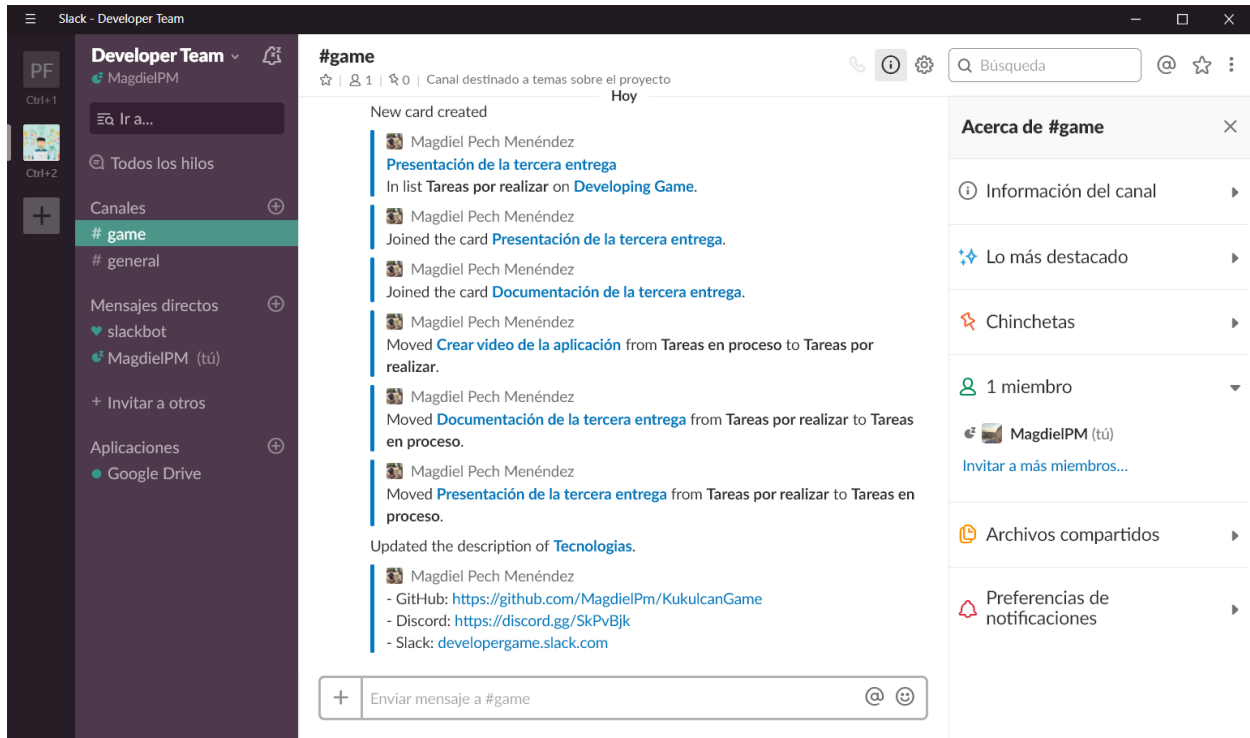 Slack - Developer Team
PF
Ctrl+1
Ctrl+2
Developer Team
MagdielPM
Ir a...
Todos los hilos
Canales
# game
# general
Mensajes directos
slackbot
MagdielPM (tú)
+ Invitar a otros
Aplicaciones
Google Drive
#game
1 | 0 | Canal destinado a temas sobre el proyecto
Búsqueda
Hoy
New card created
Magdiel Pech Menéndez
Presentación de la tercera entrega
In list Tareas por realizar on Developing Game.
Magdiel Pech Menéndez
Joined the card Presentación de la tercera entrega.
Magdiel Pech Menéndez
Joined the card Documentación de la tercera entrega.
Magdiel Pech Menéndez
Moved Crear video de la aplicación from Tareas en proceso to Tareas por
realizar.
Magdiel Pech Menéndez
Moved Documentación de la tercera entrega from Tareas por realizar to Tareas
en proceso.
Magdiel Pech Menéndez
Moved Presentación de la tercera entrega from Tareas por realizar to Tareas en
proceso.
Updated the description of Tecnologias.
Magdiel Pech Menéndez
- GitHub: https://github.com/MagdielPm/KukulcanGame
- Discord: https://discord.gg/SkPvBjk
- Slack: developergame.slack.com
Enviar mensaje a #game
Acerca de #game
Información del canal
Lo más destacado
Chinchetas
1 miembro
MagdielPM (tú)
Invitar a más miembros...
Archivos compartidos
Preferencias de
notificaciones